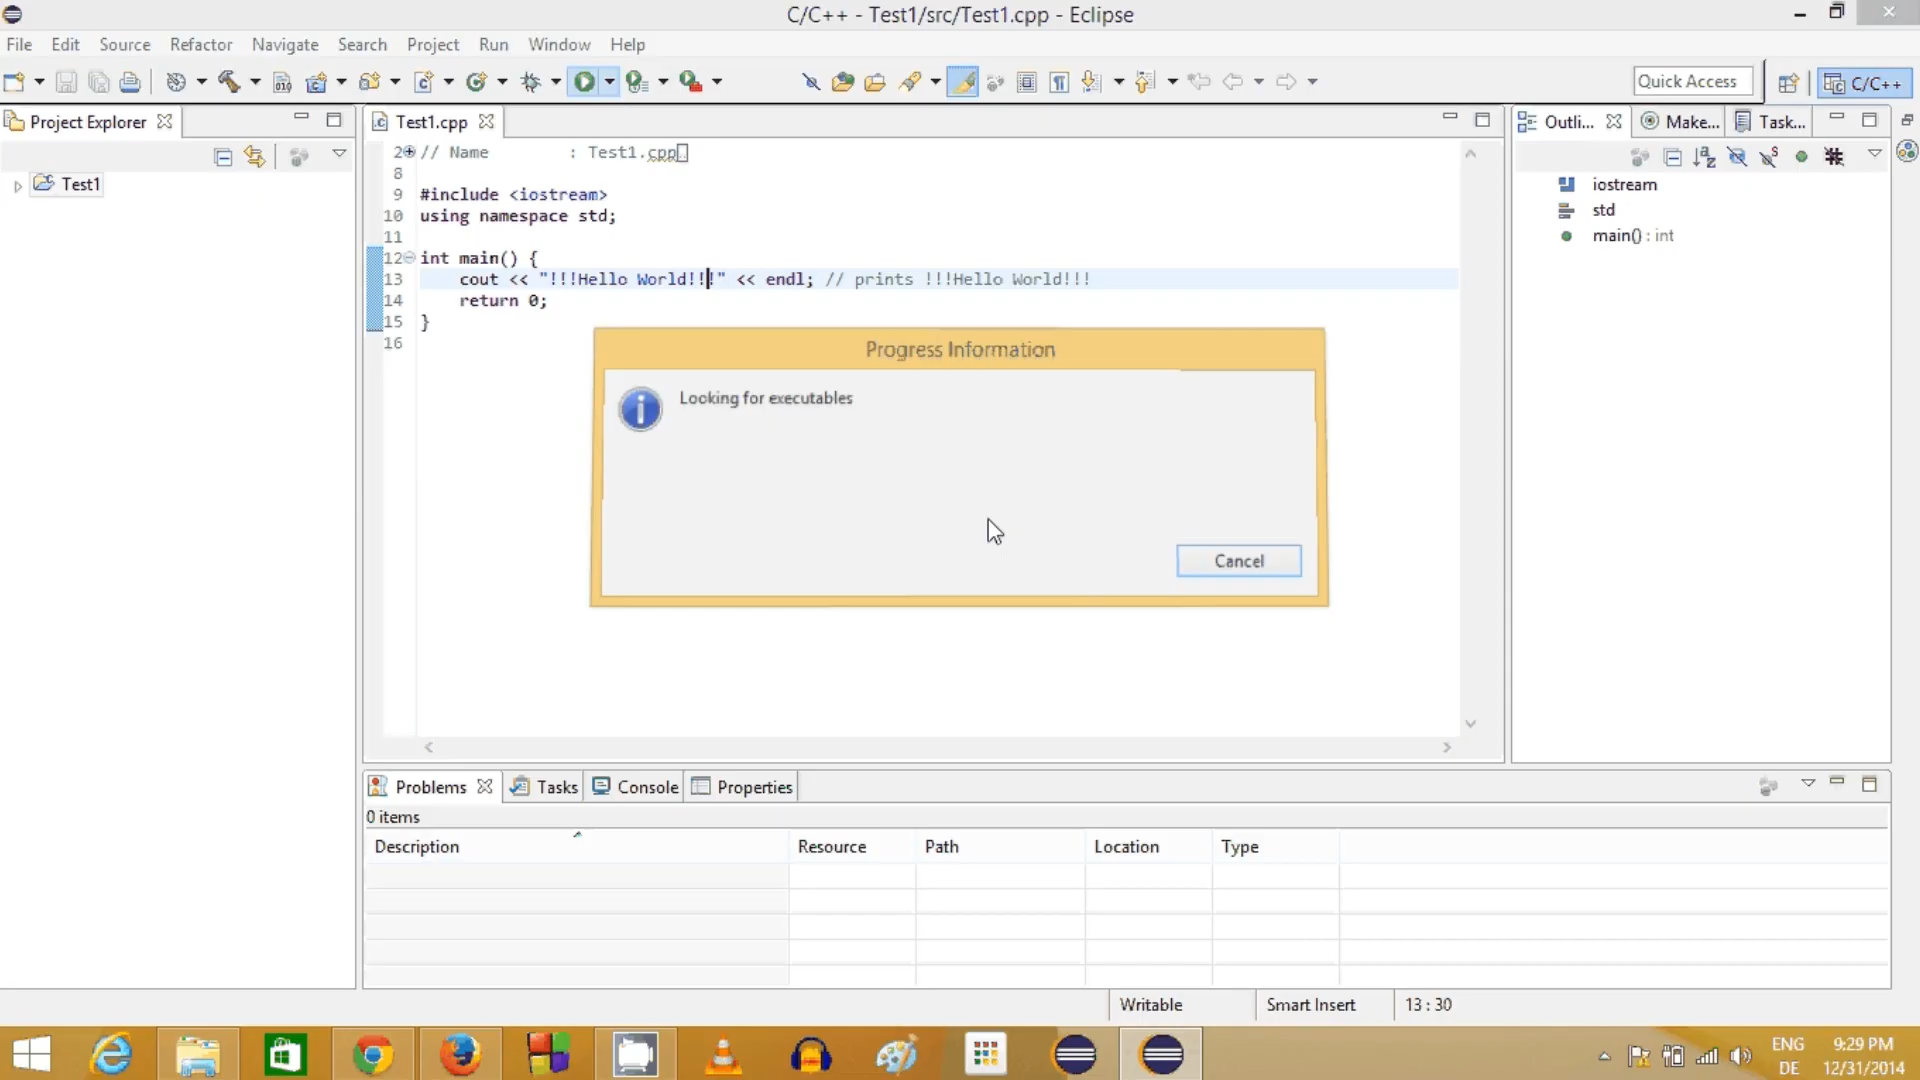 C/C++ - Test1/src/Test1.cpp - Eclipse
File Edit Source Refactor Navigate Search Project Run Window Help
Quick Access
C/C++
Project Explorer
Test1.cpp
Outli...
Make...
Task...
Test1
2 // Name : Test1.cpp
8
9 #include <iostream>
10 using namespace std;
11
12 int main() {
13 cout << "!!!Hello World!!!" << endl; // prints !!!Hello World!!!
14 return 0;
15 }
16
iostream
std
main() : int
Progress Information
Looking for executables
Cancel
Problems Tasks Console Properties
0 items
Description Resource Path Location Type
Writable Smart Insert 13 : 30
ENG 9:29 PM
DE 12/31/2014